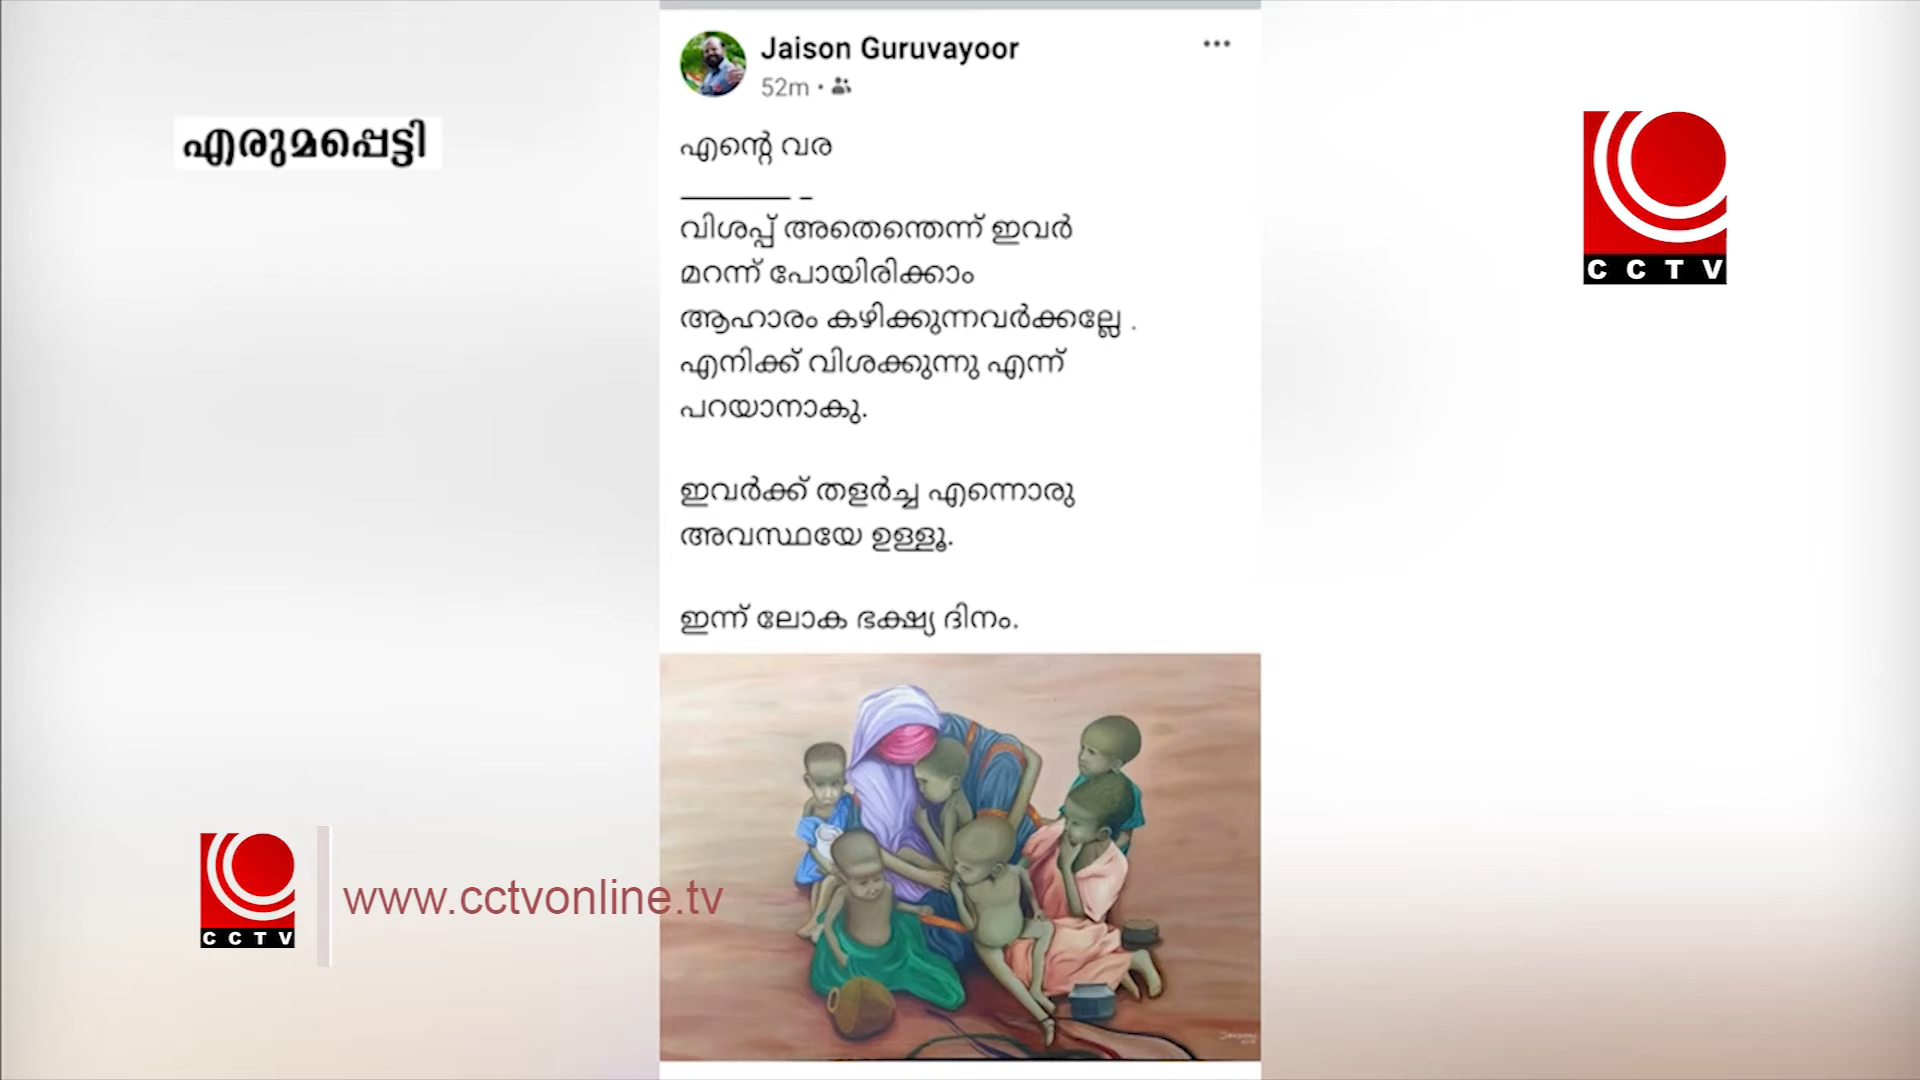 Jaison Guruvayoor
52m
എരുമപ്പെട്ടി
എന്റെ വര
വിശപ്പ് അതെന്തെന്ന് ഇവർ
മറന്ന് പോയിരിക്കാം
ആഹാരം കഴിക്കുന്നവർക്കല്ലേ .
എനിക്ക് വിശക്കുന്നു എന്ന്
പറയാനാകു.
ഇവർക്ക് തളർച്ച എന്നൊരു
അവസ്ഥയേ ഉള്ളൂ.
ഇന്ന് ലോക ഭക്ഷ്യ ദിനം.
CCTV
www.cctvonline.tv
CCTV